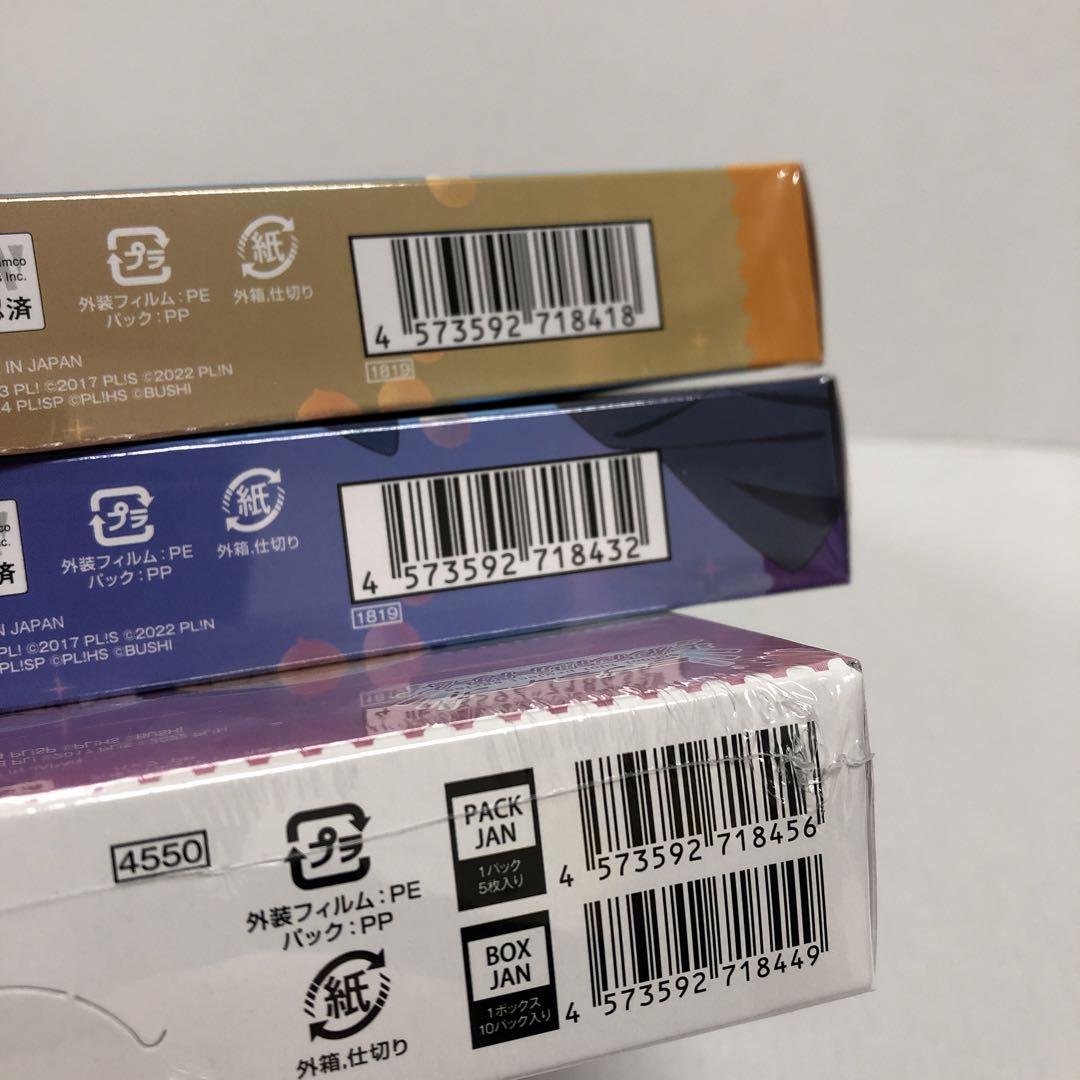 mco
Inc.
済
プラ
外装フィルム:PE
パック:PP
紙
外箱,仕切り
4 573592 718418
1819
IN JAPAN
3 PL! ©2017 PL!S ©2022 PL!N
4 PL!SP ©PL!HS ©BUSHI
済
プラ
外装フィルム:PE
パック:PP
紙
外箱,仕切り
4 573592 718432
1819
N JAPAN
PL! ©2017 PL!S ©2022 PL!N
PL!SP ©PL!HS ©BUSHI
4550
プラ
外装フィルム:PE
パック:PP
紙
外箱,仕切り
PACK
JAN
1パック
5枚入り
4 573592 718456
BOX
JAN
1ボックス
10パック入り
4 573592 718449